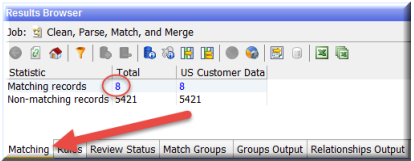 Results Browser
Job: Clean, Parse, Match, and Merge
Statistic Total US Customer Data
Matching records 8 8
Non-matching records 5421 5421
Matching Rules Review Status Match Groups Groups Output Relationships Output